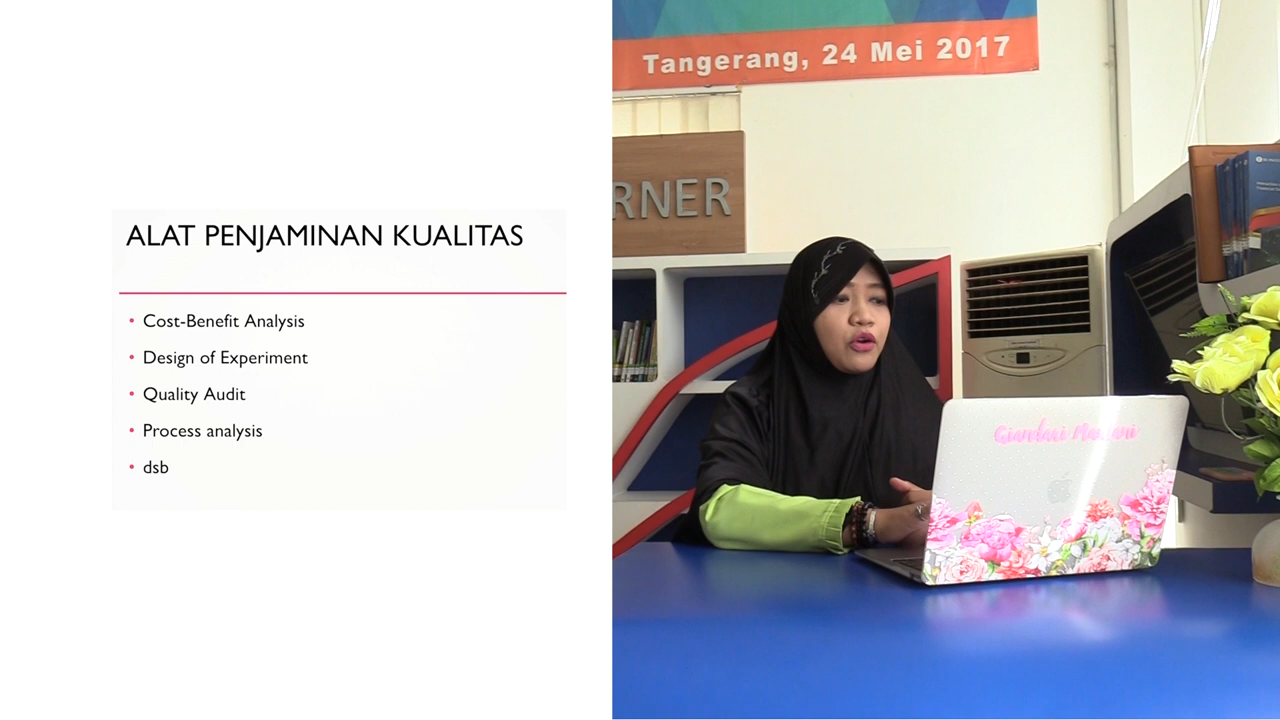 ALAT PENJAMINAN KUALITAS
• Cost-Benefit Analysis
• Design of Experiment
• Quality Audit
• Process analysis
• dsb
Tangerang, 24 Mei 2017
RNER